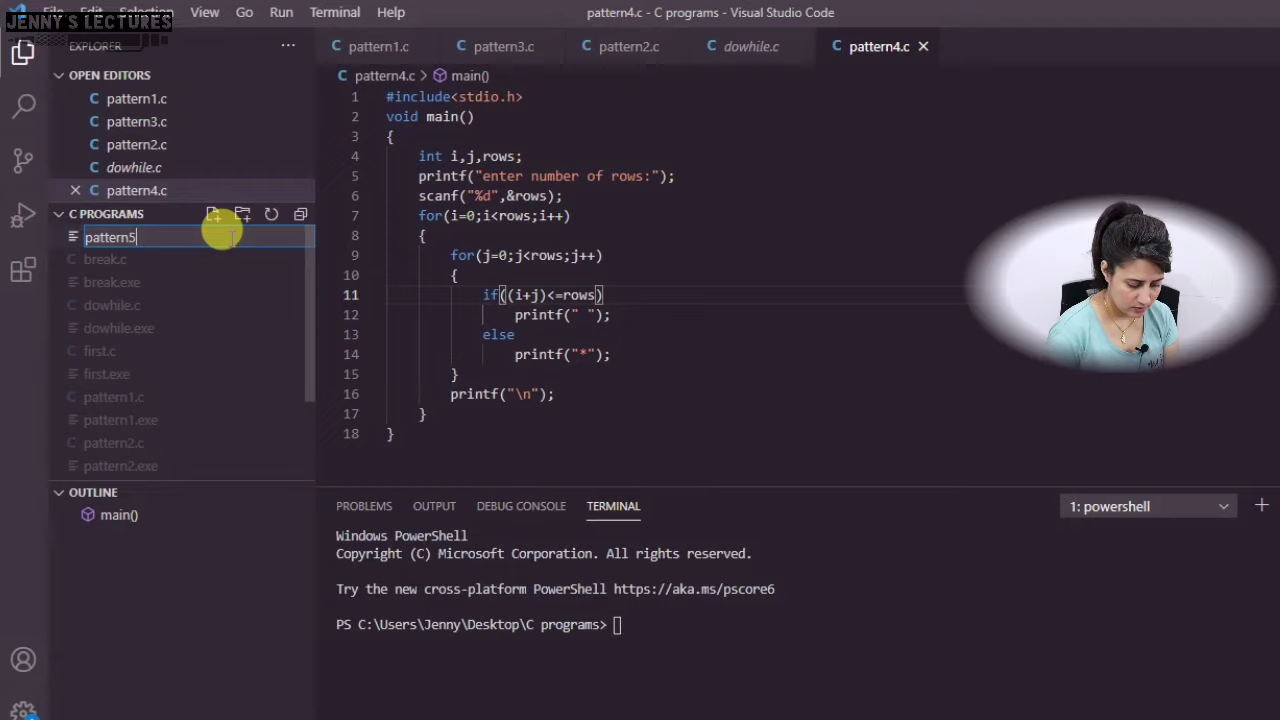 JENNY'S LECTURES
File Edit Selection View Go Run Terminal Help
pattern4.c - C programs - Visual Studio Code
EXPLORER
OPEN EDITORS
pattern1.c
pattern3.c
pattern2.c
dowhile.c
pattern4.c
C PROGRAMS
pattern5
break.c
break.exe
dowhile.c
dowhile.exe
first.c
first.exe
pattern1.c
pattern1.exe
pattern2.c
pattern2.exe
OUTLINE
main()
pattern1.c pattern3.c pattern2.c dowhile.c pattern4.c
C pattern4.c > main()
1 #include<stdio.h>
2 void main()
3 {
4 int i,j,rows;
5 printf("enter number of rows:");
6 scanf("%d",&rows);
7 for(i=0;i<rows;i++)
8 {
9 for(j=0;j<rows;j++)
10 {
11 if((i+j)<=rows)
12 printf(" ");
13 else
14 printf("*");
15 }
16 printf("\n");
17 }
18 }
PROBLEMS OUTPUT DEBUG CONSOLE TERMINAL
1: powershell
Windows PowerShell
Copyright (C) Microsoft Corporation. All rights reserved.
Try the new cross-platform PowerShell https://aka.ms/pscore6
PS C:\Users\Jenny\Desktop\C programs>